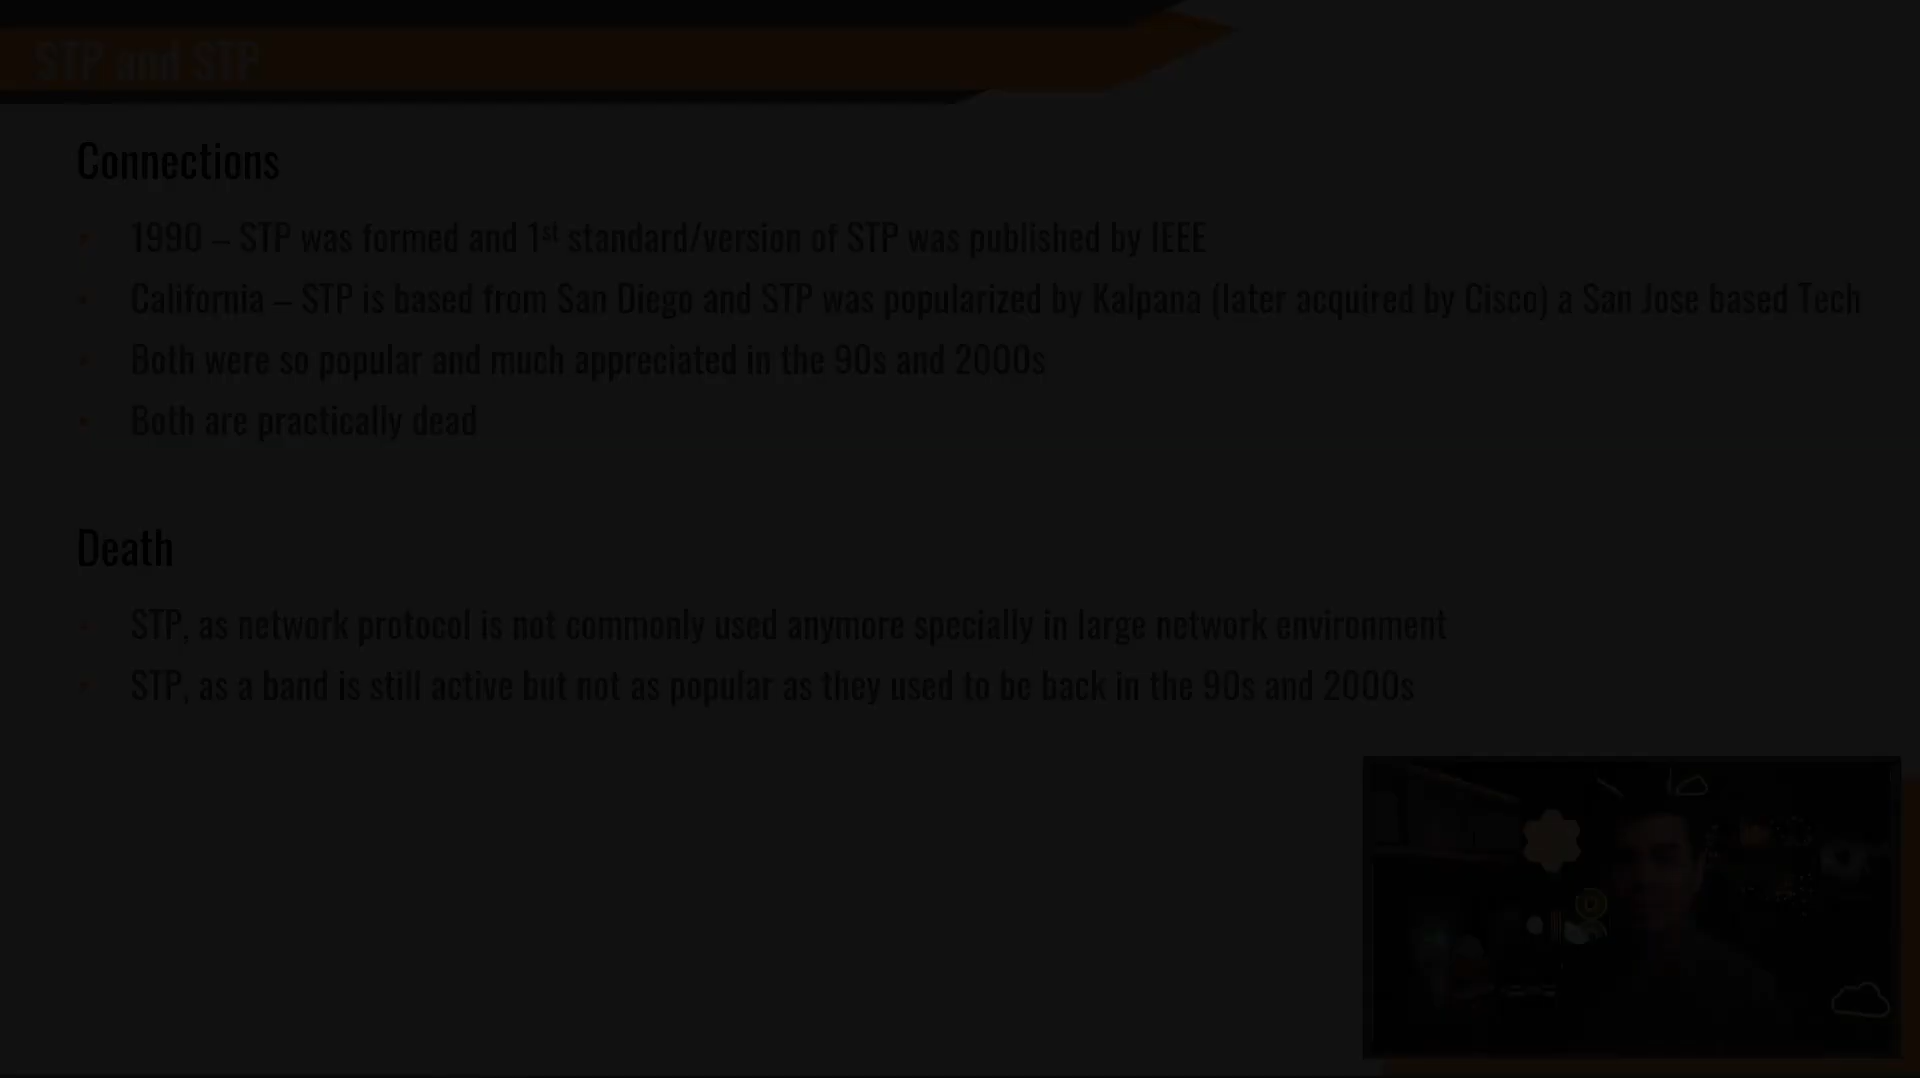 STP and STP
Connections
1990 – STP was formed and 1st standard/version of STP was published by IEEE
California – STP is based from San Diego and STP was popularized by Kalpana (later acquired by Cisco) a San Jose based Tech
Both were so popular and much appreciated in the 90s and 2000s
Both are practically dead
Death
STP, as network protocol is not commonly used anymore specially in large network environment
STP, as a band is still active but not as popular as they used to be back in the 90s and 2000s